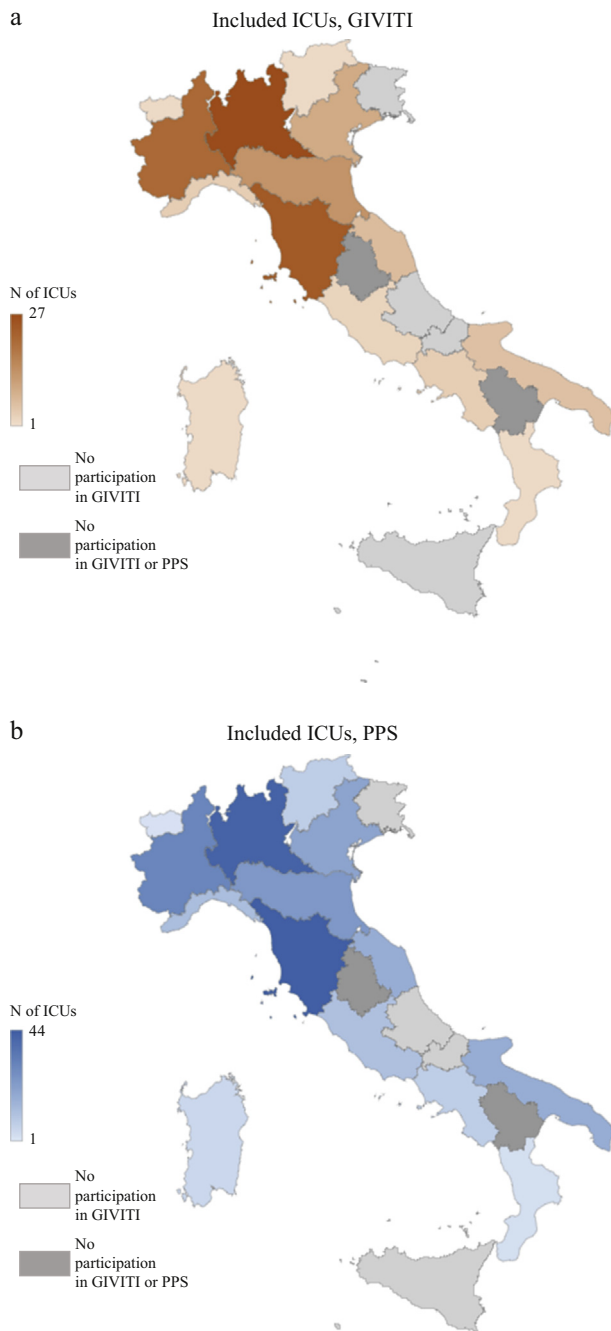 a
Included ICUs, GIVITI
N of ICUs
27
1
No
participation
in GIVITI
No
participation
in GIVITI or PPS
b
Included ICUs, PPS
N of ICUs
44
1
No
participation
in GIVITI
No
participation
in GIVITI or PPS